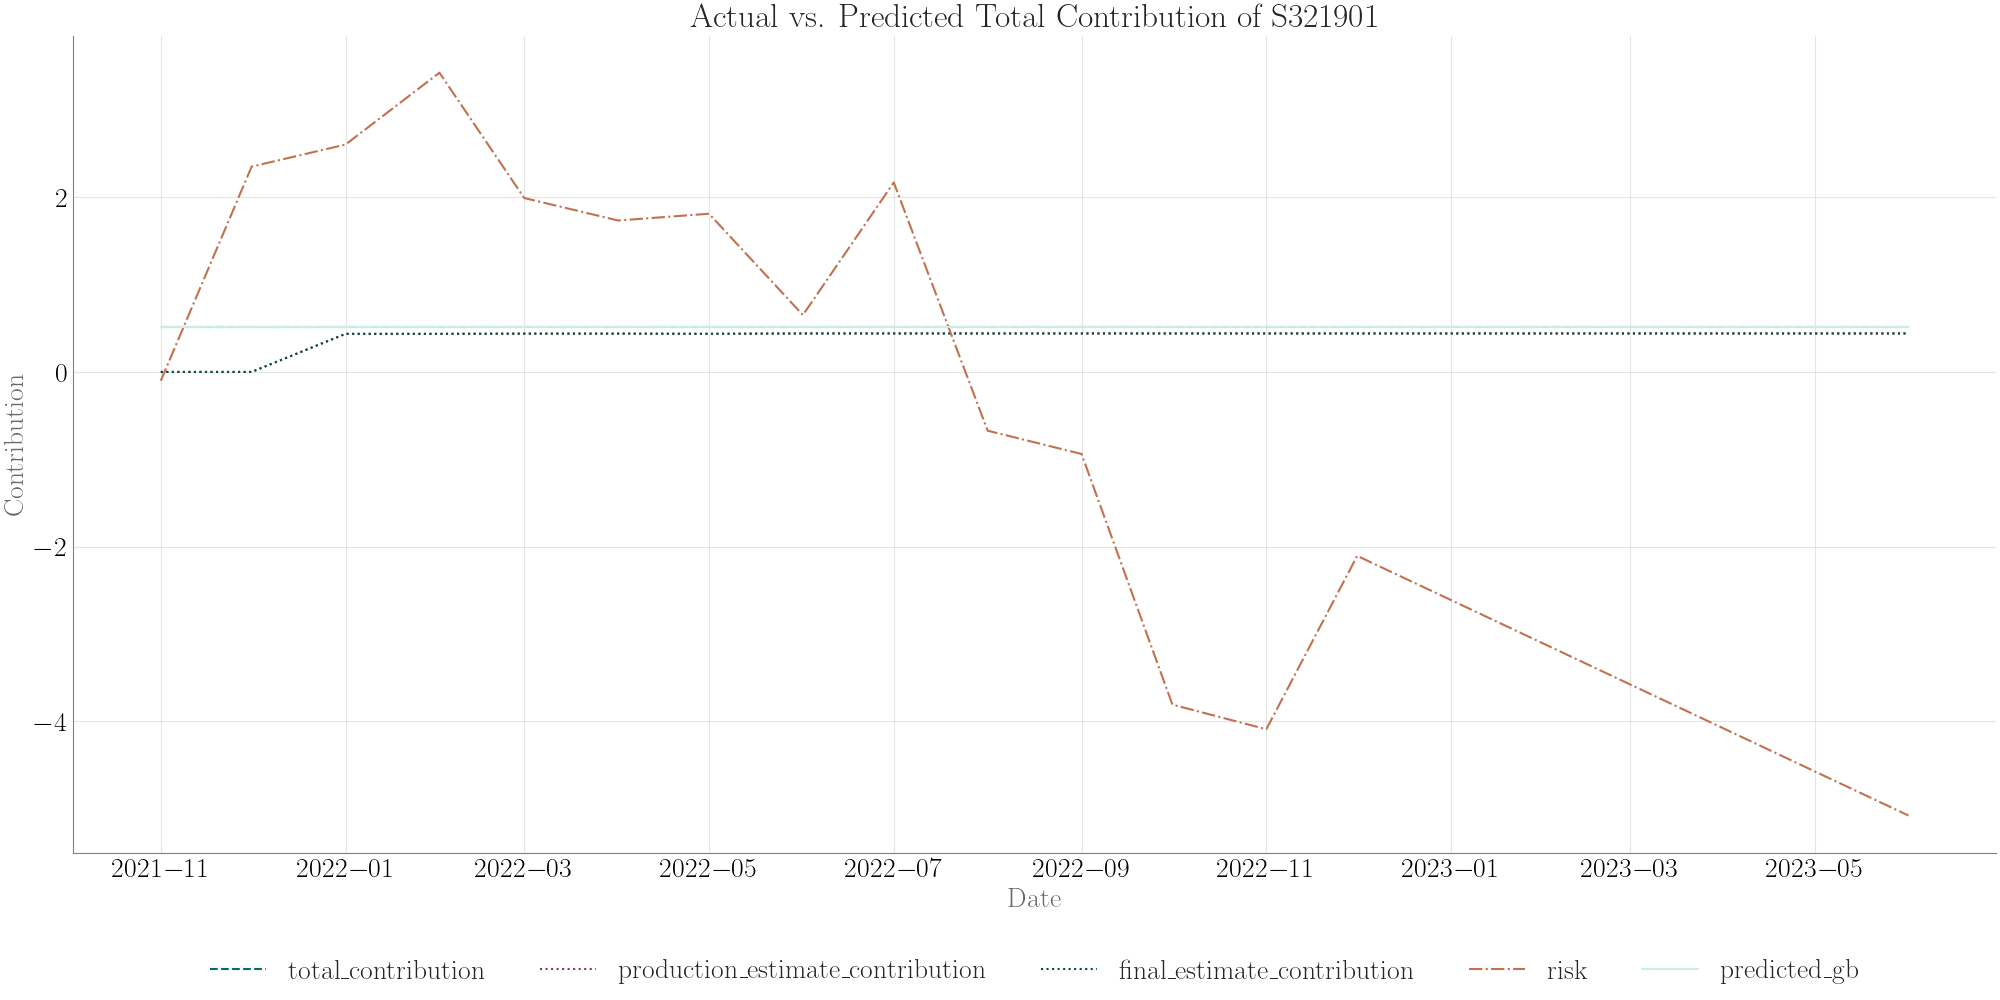 Actual vs. Predicted Total Contribution of S321901
Contribution
2
0
−2
−4
2021−11 2022−01 2022−03 2022−05 2022−07 2022−09 2022−11 2023−01 2023−03 2023−05
Date
total_contribution production_estimate_contribution final_estimate_contribution risk predicted_gb